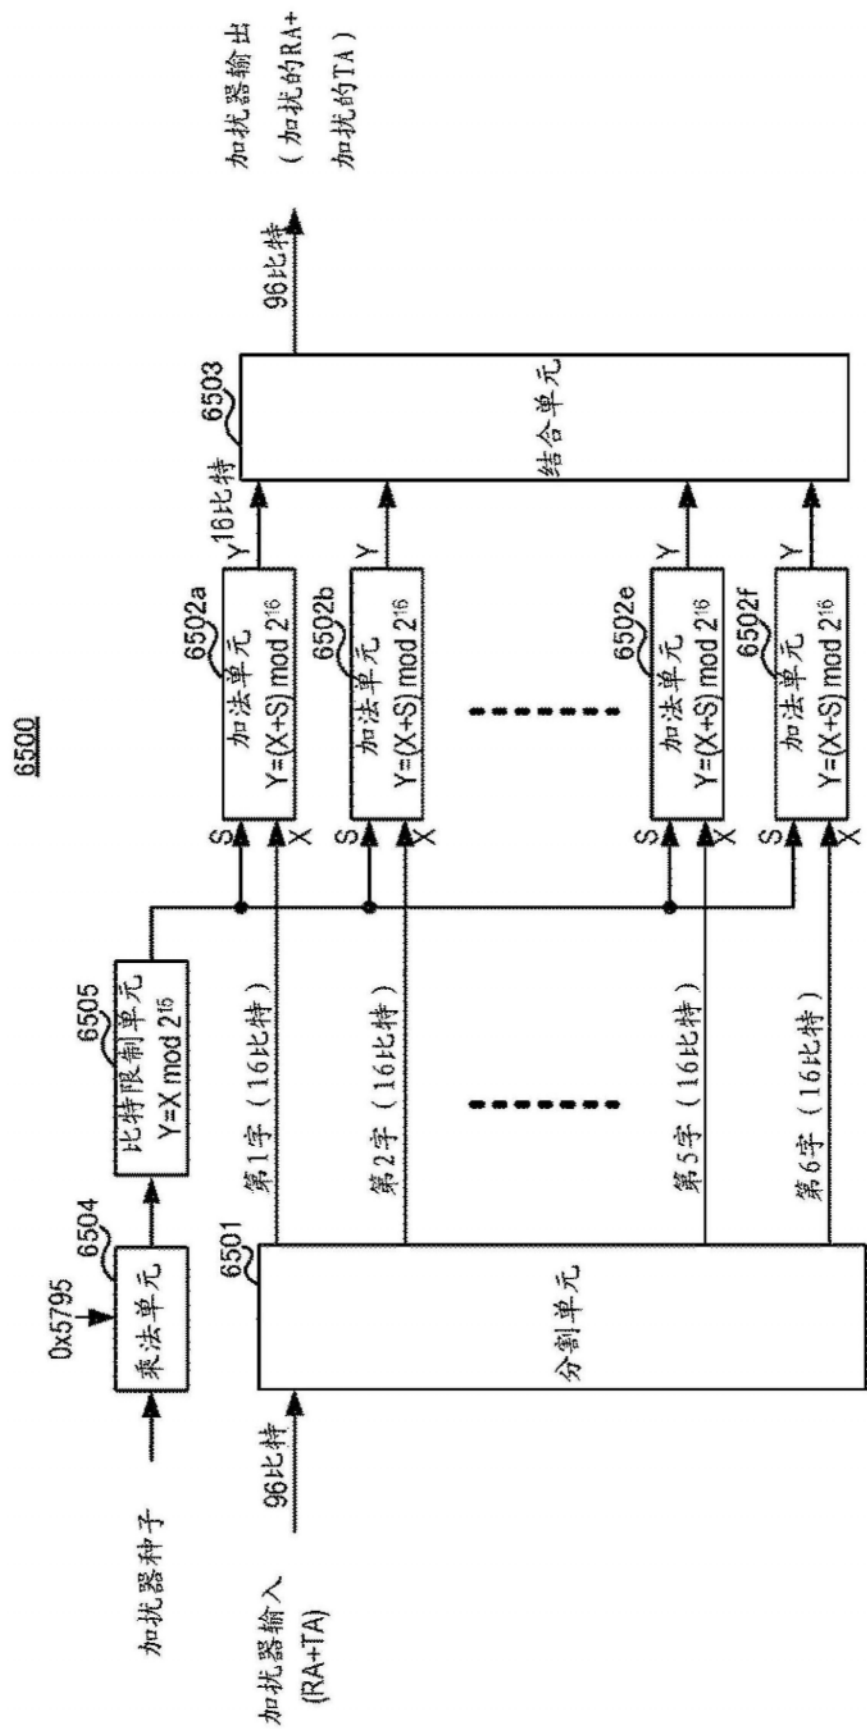 6500
加扰器种子
0x5795
6504
乘法单元
6505
比特限制单元
Y=X mod 2¹⁶
加扰器输入
(RA+TA)
96比特
6501
分割单元
第1字（16比特）
第2字（16比特）
第5字（16比特）
第6字（16比特）
S
X
6502a
加法单元
Y=(X+S) mod 2¹⁶
Y
16比特
S
X
6502b
加法单元
Y=(X+S) mod 2¹⁶
Y
S
X
6502e
加法单元
Y=(X+S) mod 2¹⁶
Y
S
X
6502f
加法单元
Y=(X+S) mod 2¹⁶
Y
6503
结合单元
96比特
加扰器输出
（加扰的RA+
加扰的TA）